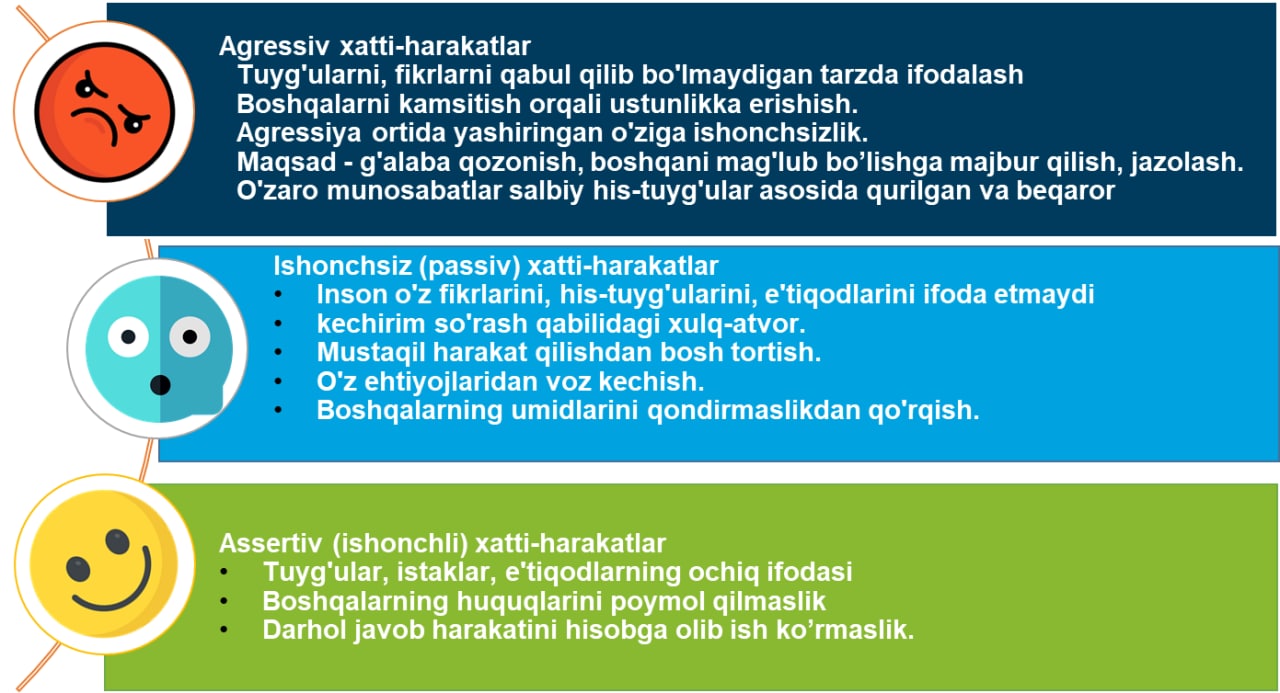 Agressiv xatti-harakatlar
Tuyg'ularni, fikrlarni qabul qilib bo'lmaydigan tarzda ifodalash
Boshqalarni kamsitish orqali ustunlikka erishish.
Agressiya ortida yashiringan o'ziga ishonchsizlik.
Maqsad - g'alaba qozonish, boshqani mag'lub bo’lishga majbur qilish, jazolash.
O'zaro munosabatlar salbiy his-tuyg'ular asosida qurilgan va beqaror
Ishonchsiz (passiv) xatti-harakatlar
• Inson o'z fikrlarini, his-tuyg'ularini, e'tiqodlarini ifoda etmaydi
• kechirim so'rash qabilidagi xulq-atvor.
• Mustaqil harakat qilishdan bosh tortish.
• O'z ehtiyojlaridan voz kechish.
• Boshqalarning umidlarini qondirmaslikdan qo'rqish.
Assertiv (ishonchli) xatti-harakatlar
• Tuyg'ular, istaklar, e'tiqodlarning ochiq ifodasi
• Boshqalarning huquqlarini poymol qilmaslik
• Darhol javob harakatini hisobga olib ish ko’rmaslik.